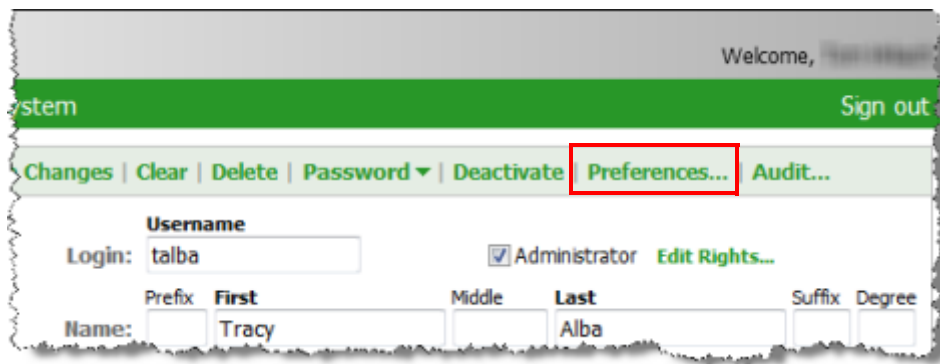 Welcome,
ystem Sign out
Changes | Clear | Delete | Password | Deactivate | Preferences... | Audit...
Username
Login: talba Administrator Edit Rights...
Prefix First Middle Last Suffix Degree
Name: Tracy Alba